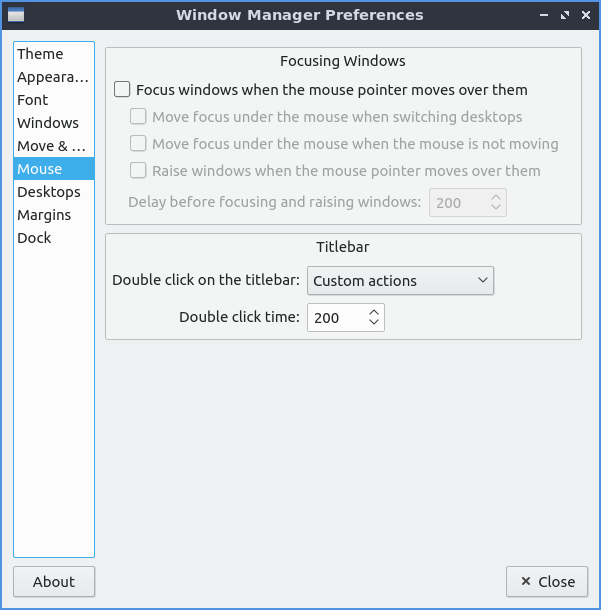 Window Manager Preferences
Theme
Appeara...
Font
Windows
Move & ...
Mouse
Desktops
Margins
Dock
Focusing Windows
Focus windows when the mouse pointer moves over them
Move focus under the mouse when switching desktops
Move focus under the mouse when the mouse is not moving
Raise windows when the mouse pointer moves over them
Delay before focusing and raising windows: 200
Titlebar
Double click on the titlebar: Custom actions
Double click time: 200
About
Close